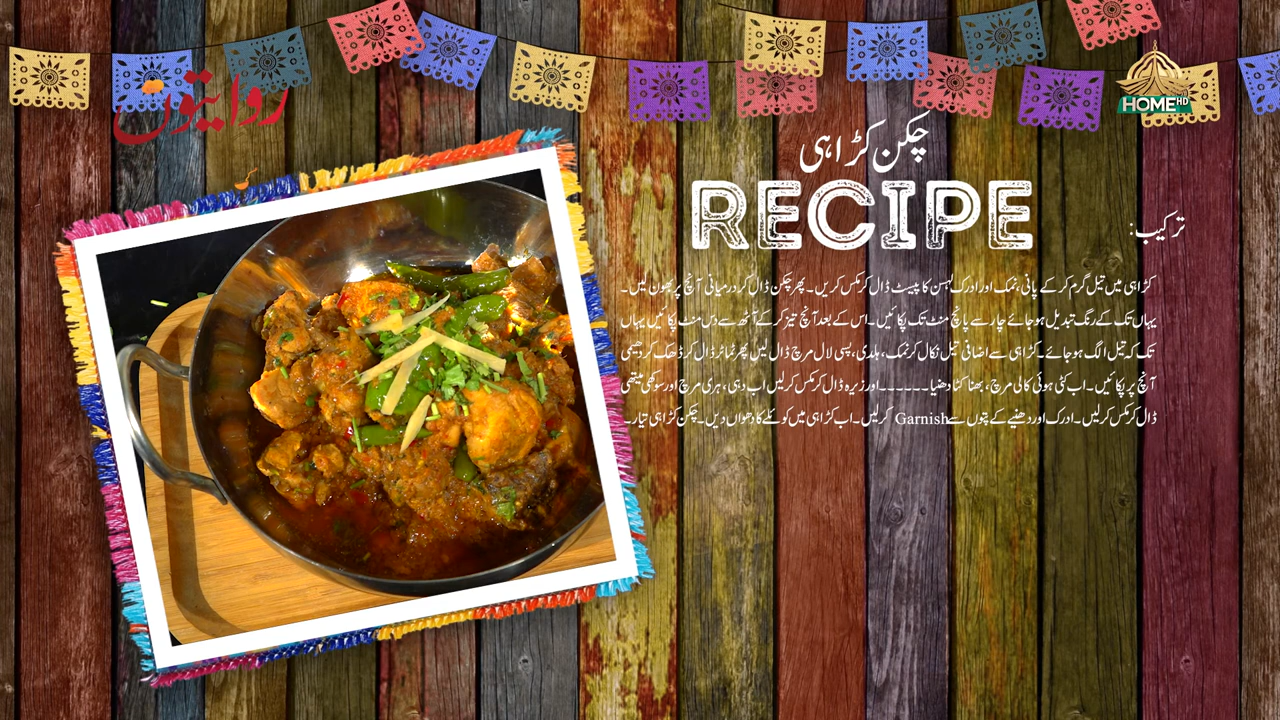 روایتوں
کی
HOME HD
چکن کڑاہی
RECIPE
ترکیب:
کڑاہی میں تیل گرم کر کے پانی، نمک اور ادرک لہسن کا پیسٹ ڈال کر مکس کریں۔ پھر چکن ڈال کر درمیانی آنچ پر بھون لیں۔
یہاں تک کے رنگ تبدیل ہو جائے چار سے پانچ منٹ تک پکائیں۔ اس کے بعد آنچ تیز کر کے آٹھ سے دس منٹ پکائیں یہاں
تک کہ تیل الگ ہو جائے۔ کڑاہی سے اضافی تیل نکال کر نمک، ہلدی، پسی لال مرچ ڈال لیں پھر ٹماٹر ڈال کر ڈھک کر دھیمی
آنچ پر پکائیں۔ اب کٹی ہوئی کالی مرچ، بھنا کٹا دھنیا۔۔۔۔۔۔اور زیرہ ڈال کر مکس کر لیں اب دہی، ہری مرچ اور سوکھی میتھی
ڈال کر مکس کر لیں۔ ادرک اور دھنیے کے پتوں سے Garnish کر لیں۔ اب کڑاہی میں کوئلے کا دھواں دیں۔ چکن کڑاہی تیار۔